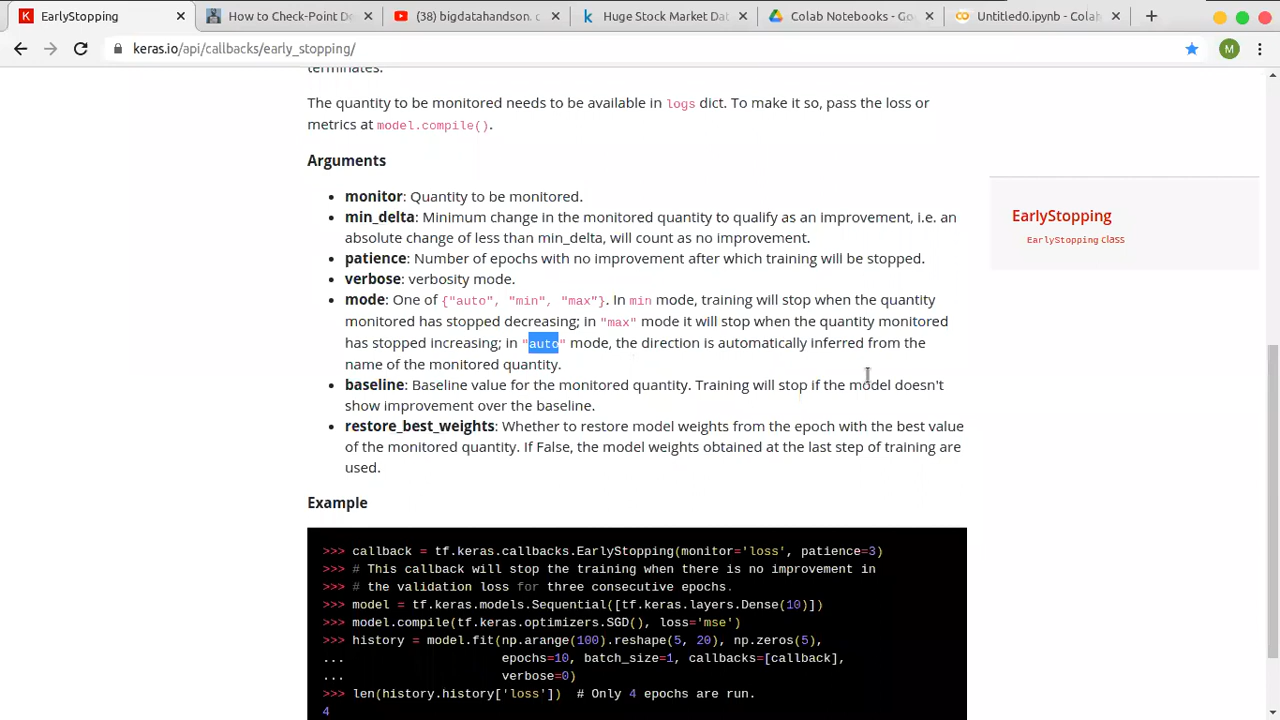 EarlyStopping
How to Check-Point De
(38) bigdatahandson.
Huge Stock Market Dat
Colab Notebooks - Goo
Untitled0.ipynb - Colab
keras.io/api/callbacks/early_stopping/
M
terminates.
The quantity to be monitored needs to be available in logs dict. To make it so, pass the loss or
metrics at model.compile().
Arguments
• monitor: Quantity to be monitored.
• min_delta: Minimum change in the monitored quantity to qualify as an improvement, i.e. an
absolute change of less than min_delta, will count as no improvement.
• patience: Number of epochs with no improvement after which training will be stopped.
• verbose: verbosity mode.
• mode: One of {"auto", "min", "max"}. In min mode, training will stop when the quantity
monitored has stopped decreasing; in "max" mode it will stop when the quantity monitored
has stopped increasing; in "auto" mode, the direction is automatically inferred from the
name of the monitored quantity.
• baseline: Baseline value for the monitored quantity. Training will stop if the model doesn't
show improvement over the baseline.
• restore_best_weights: Whether to restore model weights from the epoch with the best value
of the monitored quantity. If False, the model weights obtained at the last step of training are
used.
Example
>>> callback = tf.keras.callbacks.EarlyStopping(monitor='loss', patience=3)
>>> # This callback will stop the training when there is no improvement in
>>> # the validation loss for three consecutive epochs.
>>> model = tf.keras.models.Sequential([tf.keras.layers.Dense(10)])
>>> model.compile(tf.keras.optimizers.SGD(), loss='mse')
>>> history = model.fit(np.arange(100).reshape(5, 20), np.zeros(5),
...                     epochs=10, batch_size=1, callbacks=[callback],
...                     verbose=0)
>>> len(history.history['loss'])  # Only 4 epochs are run.
4
EarlyStopping
EarlyStopping class